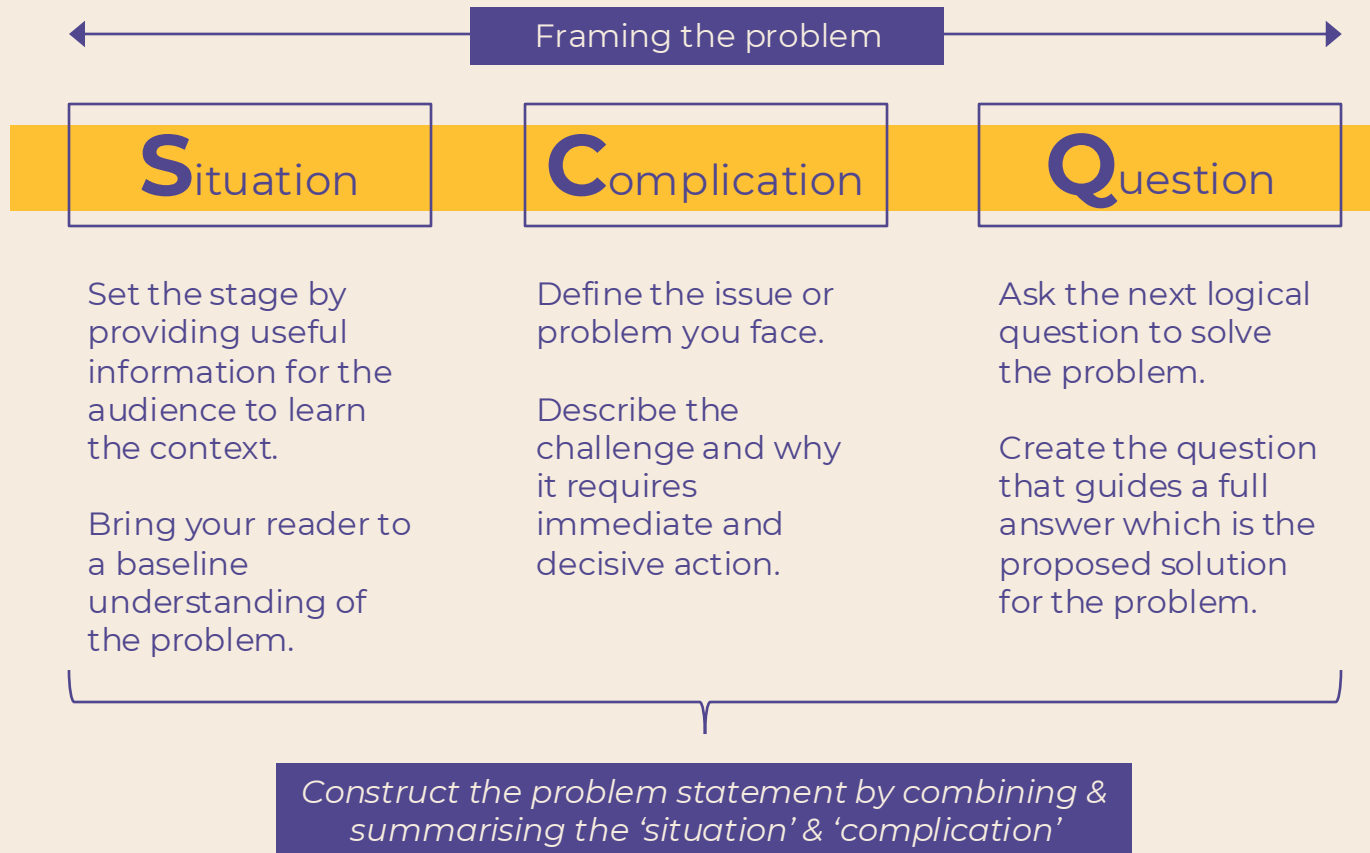 Framing the problem
Situation
Complication
Question
Set the stage by
providing useful
information for the
audience to learn
the context.
Bring your reader to
a baseline
understanding of
the problem.
Define the issue or
problem you face.
Describe the
challenge and why
it requires
immediate and
decisive action.
Ask the next logical
question to solve
the problem.
Create the question
that guides a full
answer which is the
proposed solution
for the problem.
Construct the problem statement by combining &
summarising the ‘situation’ & ‘complication’